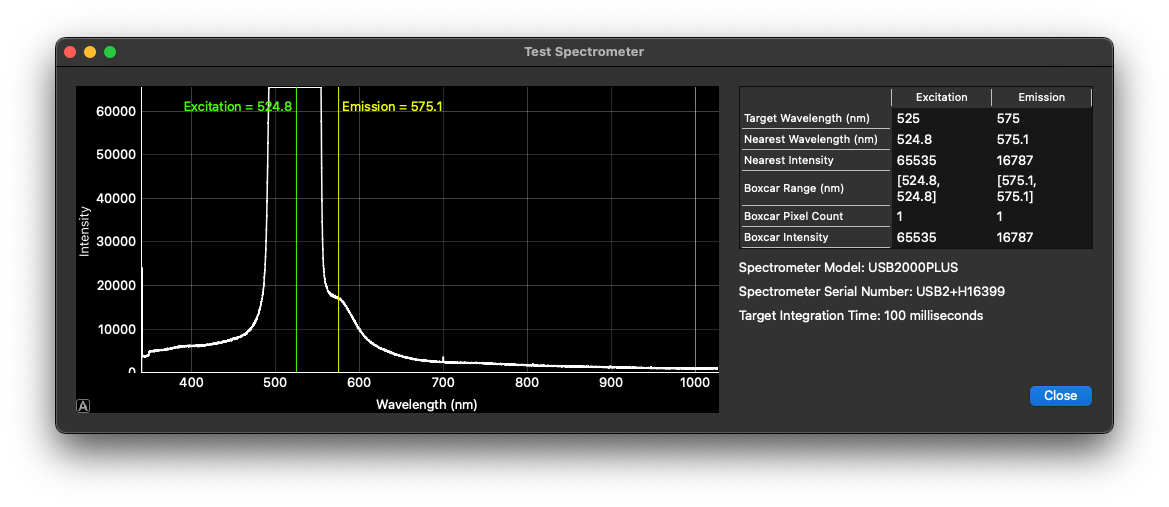 Test Spectrometer
Excitation = 524.8
Emission = 575.1
60000
50000
40000
30000
20000
10000
0
Intensity
400 500 600 700 800 900 1000
Wavelength (nm)
A
Excitation Emission
Target Wavelength (nm) 525 575
Nearest Wavelength (nm) 524.8 575.1
Nearest Intensity 65535 16787
Boxcar Range (nm) [524.8, 524.8] [575.1, 575.1]
Boxcar Pixel Count 1 1
Boxcar Intensity 65535 16787
Spectrometer Model: USB2000PLUS
Spectrometer Serial Number: USB2+H16399
Target Integration Time: 100 milliseconds
Close